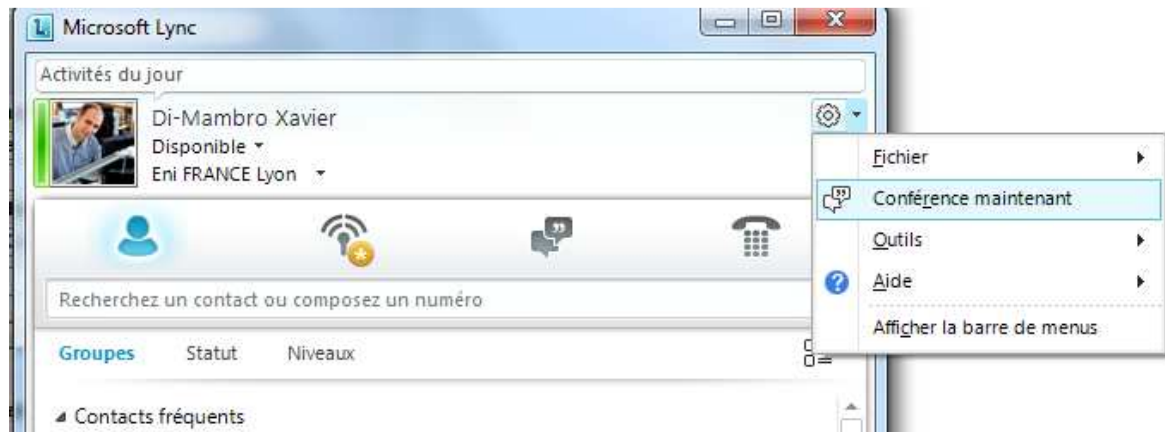 Microsoft Lync
Activités du jour
Di-Mambro Xavier
Disponible
Eni FRANCE Lyon
Fichier
Conférence maintenant
Outils
Aide
Afficher la barre de menus
Recherchez un contact ou composez un numéro
Groupes Statut Niveaux
Contacts fréquents